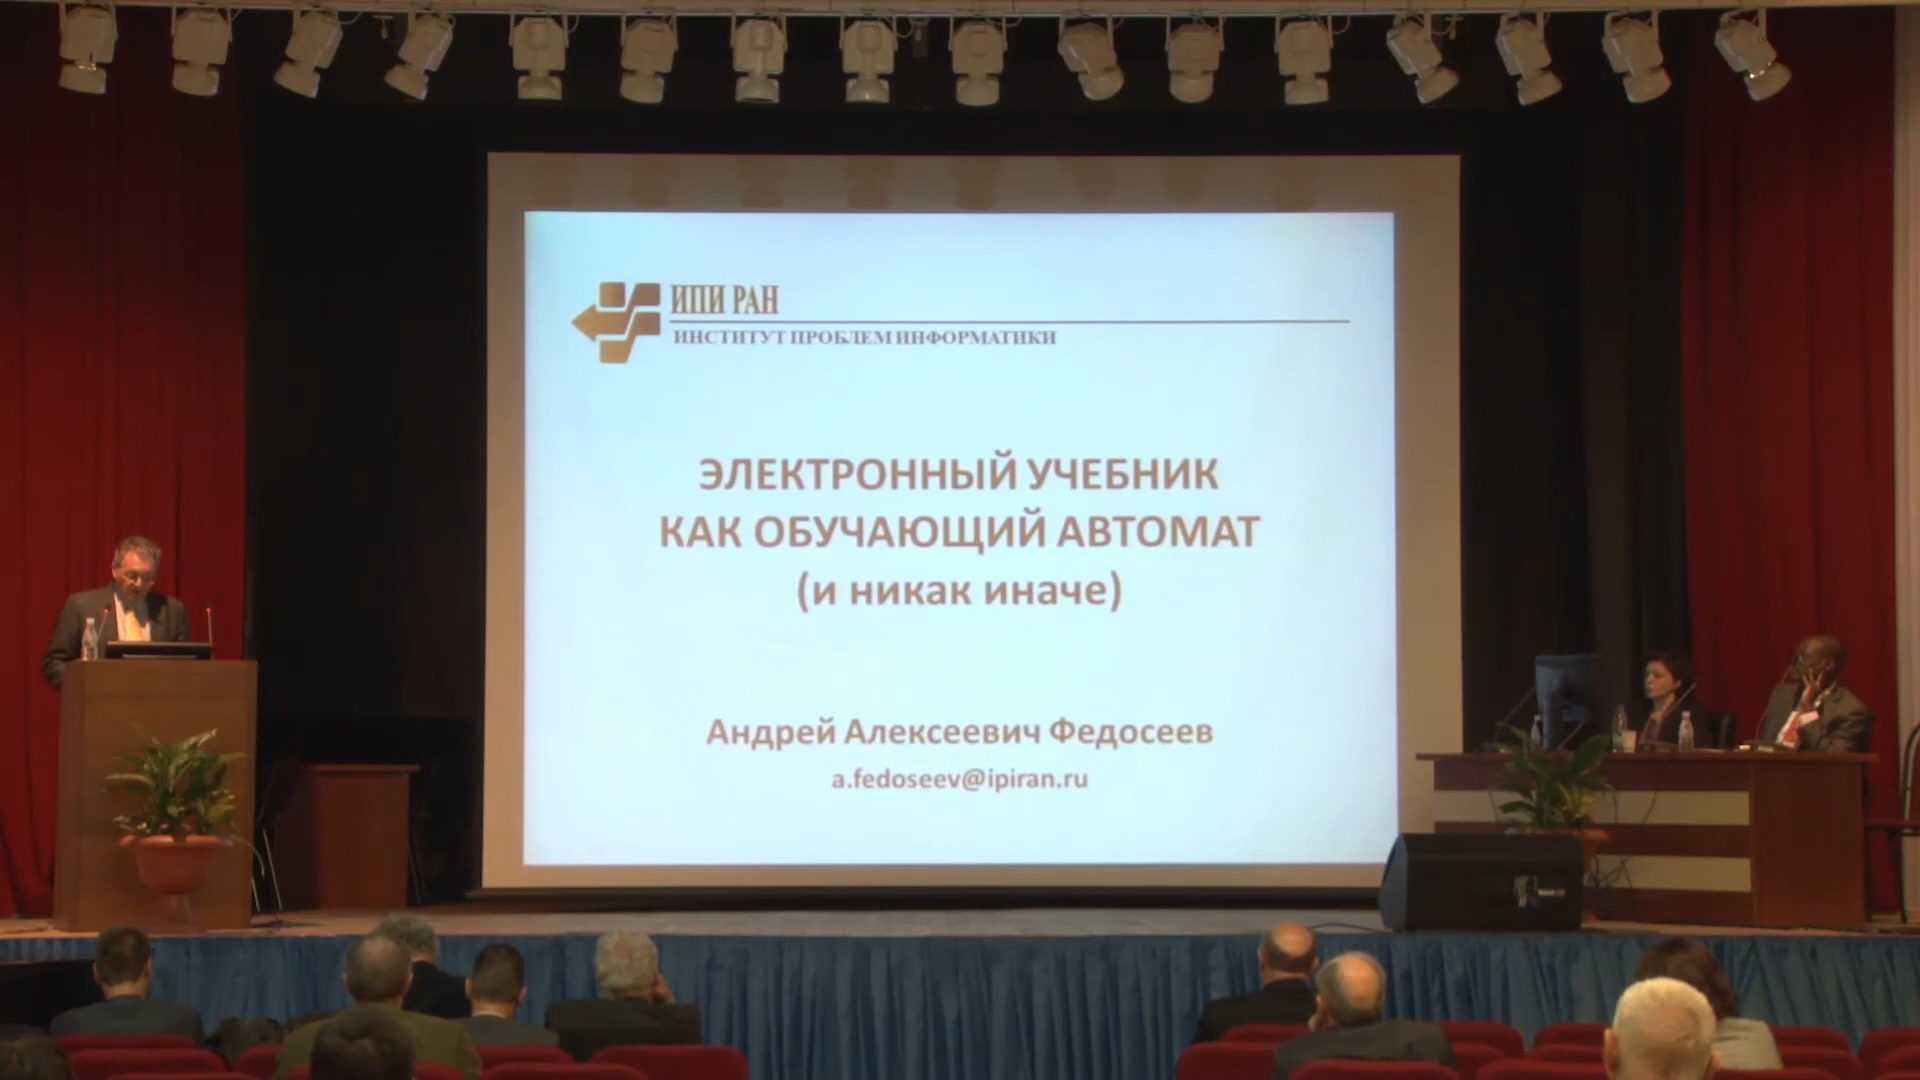 ИПИ РАН
ИНСТИТУТ ПРОБЛЕМ ИНФОРМАТИКИ
ЭЛЕКТРОННЫЙ УЧЕБНИК
КАК ОБУЧАЮЩИЙ АВТОМАТ
(и никак иначе)
Андрей Алексеевич Федосеев
a.fedoseev@ipiran.ru